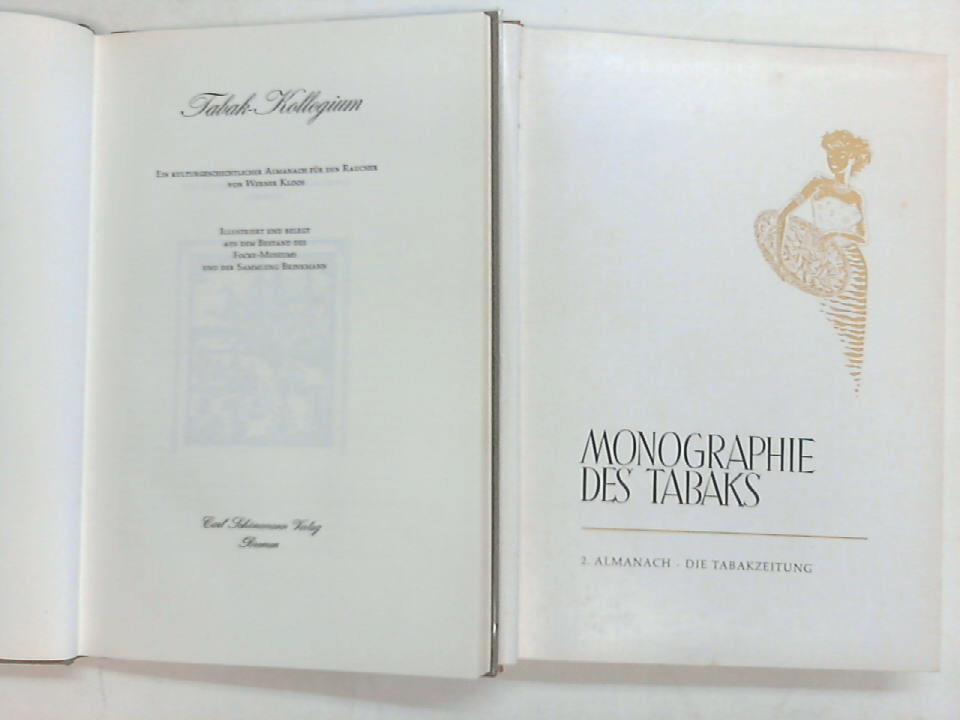 Tabak-Kollegium
Ein kulturgeschichtlicher Almanach für den Raucher
von Werner Kloos
Illustriert und belegt
aus dem Bestand des
Focke-Museums
und der Sammlung Brinkmann
Carl Schünemann Verlag
Bremen
MONOGRAPHIE
DES TABAKS
2. ALMANACH - DIE TABAKZEITUNG